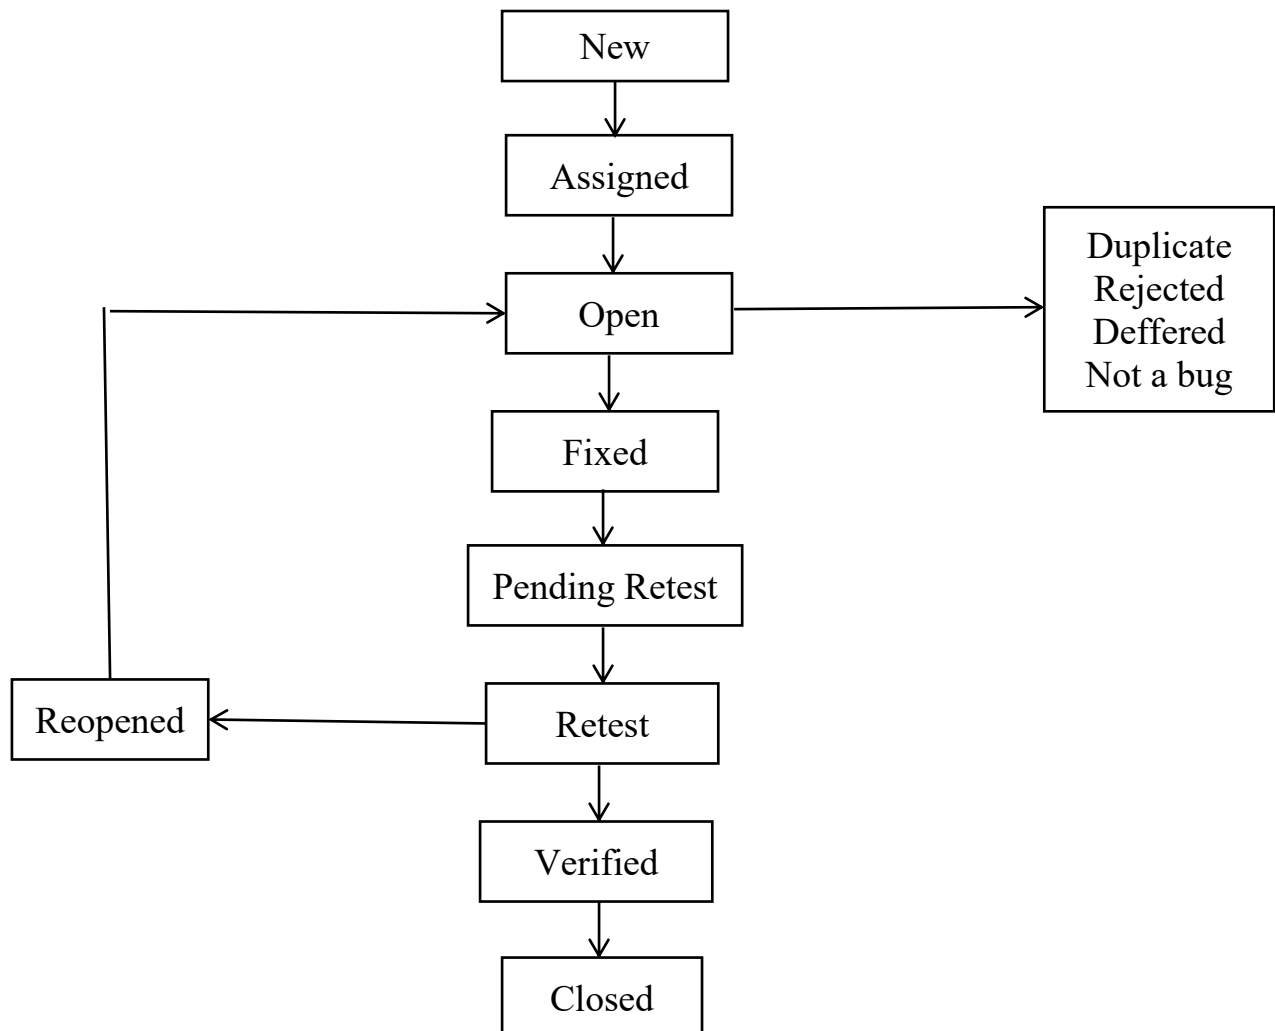 New
Assigned
Duplicate
Rejected
Deffered
Not a bug
Open
Fixed
Pending Retest
Reopened
Retest
Verified
Closed